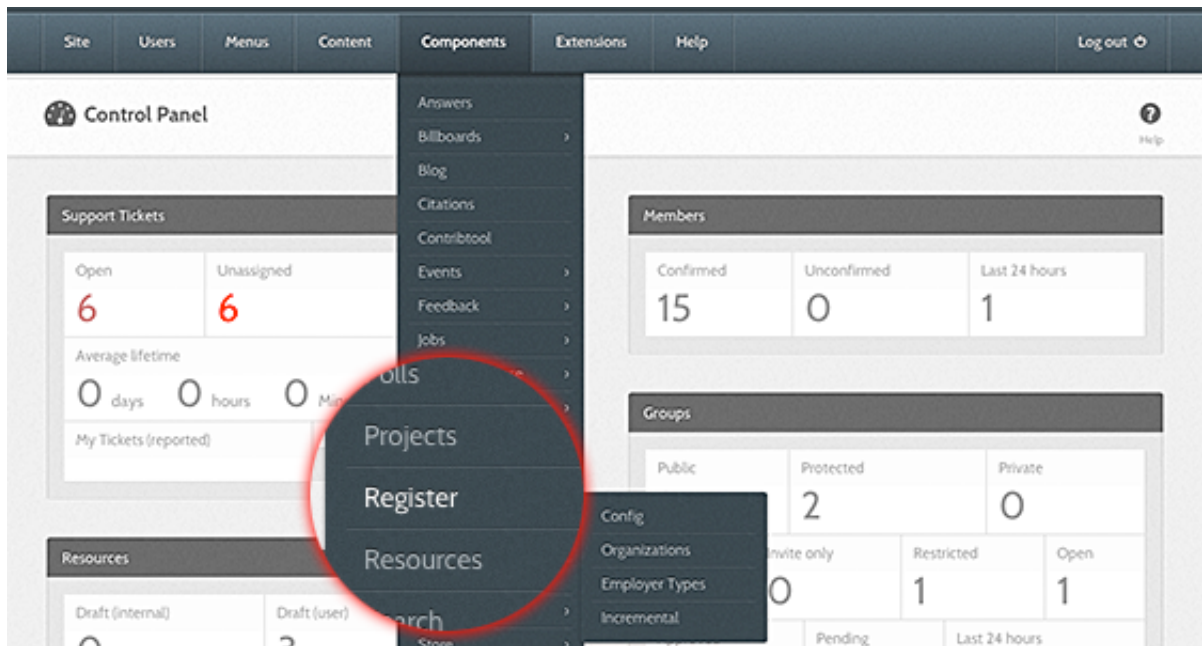 Site Users Menus Content Components Extensions Help Log out
Control Panel
Help
Answers
Billboards
Blog
Citations
Contribtool
Events
Feedback
Jobs
Projects
Register
Resources
Store
Config
Organizations
Employer Types
Incremental
Support Tickets
Open Unassigned
6 6
Average lifetime
0 days 0 hours 0
My Tickets (reported)
Resources
Draft (internal) Draft (user)
Members
Confirmed Unconfirmed Last 24 hours
15 0 1
Groups
Public Protected Private
2 0
Invite only Restricted Open
0 1 1
Pending Last 24 hours